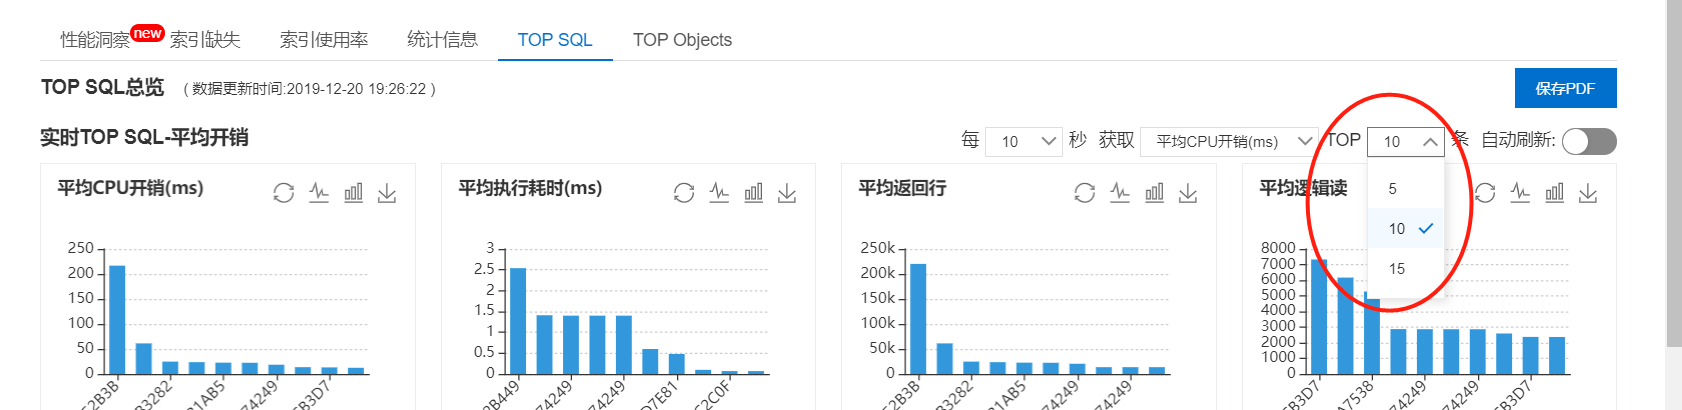 性能洞察 new 索引缺失 索引使用率 统计信息 TOP SQL TOP Objects
TOP SQL总览 ( 数据更新时间:2019-12-20 19:26:22 ) 保存PDF
实时TOP SQL-平均开销 每 10 秒 获取 平均CPU开销(ms) TOP 10 条 自动刷新:
5
10
15
平均CPU开销(ms)
250
200
150
100
50
0
C2B3B
B3282
B1AB5
74249
CB3D7
平均执行耗时(ms)
3
2.5
2
1.5
1
0.5
0
2B449
74249
74249
D7E81
C2C0F
平均返回行
250k
200k
150k
100k
50k
0
C2B3B
B3282
B1AB5
74249
74249
平均逻辑读
8000
7000
6000
5000
4000
3000
2000
1000
0
CB3D7
A7538
74249
74249
CB3D7